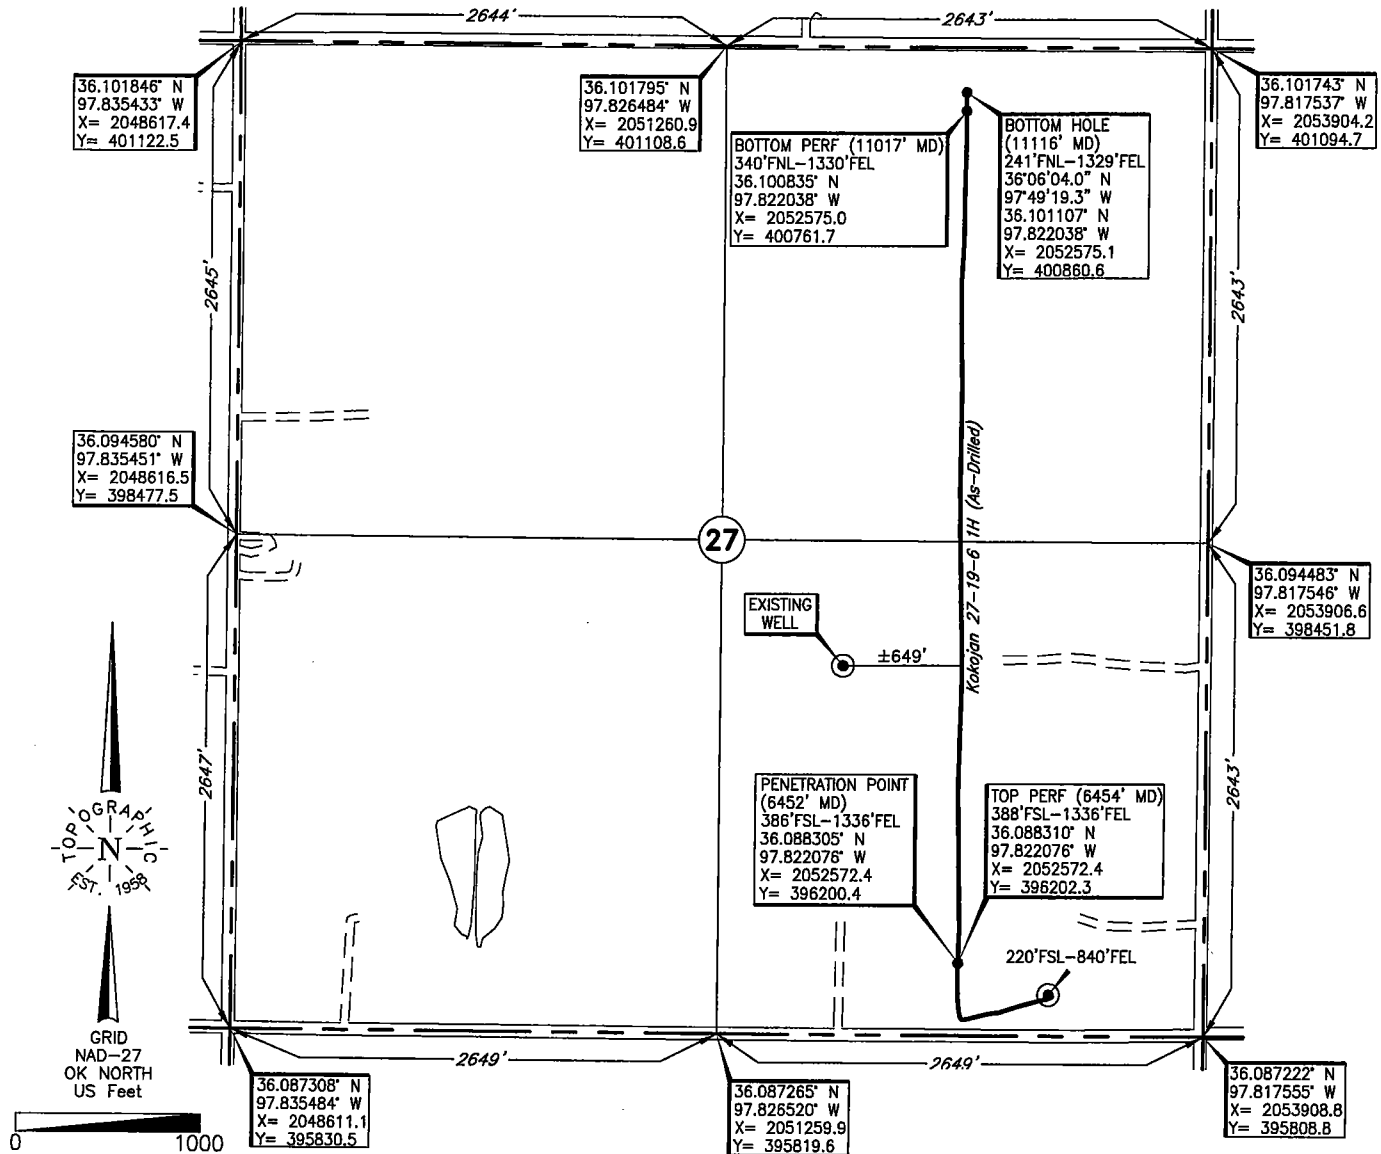 2644'
2643'
36.101846° N
97.835433° W
X= 2048617.4
Y= 401122.5
36.101795° N
97.826484° W
X= 2051260.9
Y= 401108.6
36.101743° N
97.817537° W
X= 2053904.2
Y= 401094.7
BOTTOM PERF (11017' MD)
340'FNL-1330'FEL
36.100835° N
97.822038° W
X= 2052575.0
Y= 400761.7
BOTTOM HOLE
(11116' MD)
241'FNL-1329'FEL
36°06'04.0" N
97°49'19.3" W
36.101107° N
97.822038° W
X= 2052575.1
Y= 400860.6
2645'
2643'
36.094580° N
97.835451° W
X= 2048616.5
Y= 398477.5
Kokojan 27-19-6 1H (As-Drilled)
27
36.094483° N
97.817546° W
X= 2053906.6
Y= 398451.8
EXISTING
WELL
±649'
2647'
2643'
PENETRATION POINT
(6452' MD)
386'FSL-1336'FEL
36.088305° N
97.822076° W
X= 2052572.4
Y= 396200.4
TOP PERF (6454' MD)
388'FSL-1336'FEL
36.088310° N
97.822076° W
X= 2052572.4
Y= 396202.3
TOPOGRAPHIC
N
EST. 1958
220'FSL-840'FEL
GRID
NAD-27
OK NORTH
US Feet
0 1000
2649'
2649'
36.087308° N
97.835484° W
X= 2048611.1
Y= 395830.5
36.087265° N
97.826520° W
X= 2051259.9
Y= 395819.6
36.087222° N
97.817555° W
X= 2053908.8
Y= 395808.8